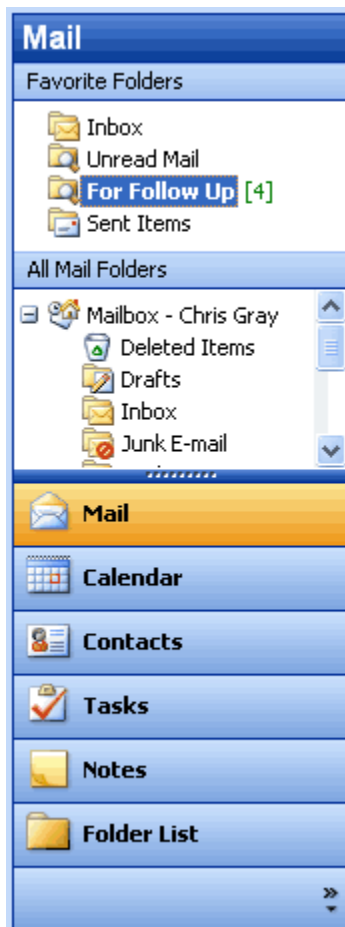 Mail
Favorite Folders
Inbox
Unread Mail
For Follow Up [4]
Sent Items
All Mail Folders
Mailbox - Chris Gray
Deleted Items
Drafts
Inbox
Junk E-mail
Mail
Calendar
Contacts
Tasks
Notes
Folder List